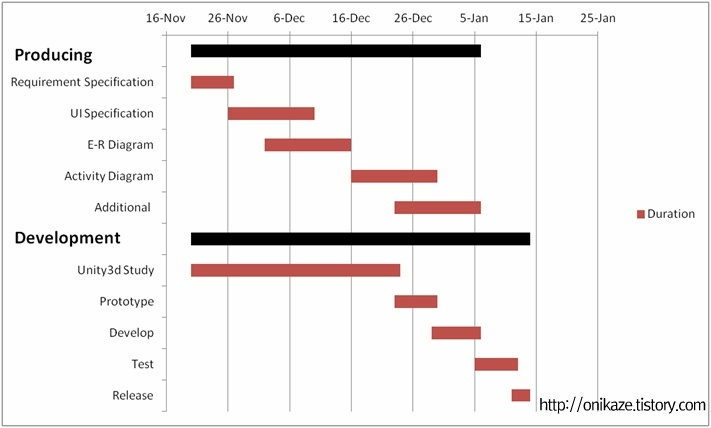 16-Nov 26-Nov 6-Dec 16-Dec 26-Dec 5-Jan 15-Jan 25-Jan
Producing
Requirement Specification
UI Specification
E-R Diagram
Activity Diagram
Additional
Duration
Development
Unity3d Study
Prototype
Develop
Test
Release
http://onikaze.tistory.com